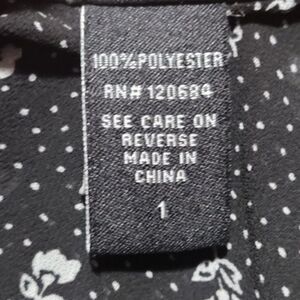 100%POLYESTER
RN# 120684
SEE CARE ON
REVERSE
MADE IN
CHINA
1